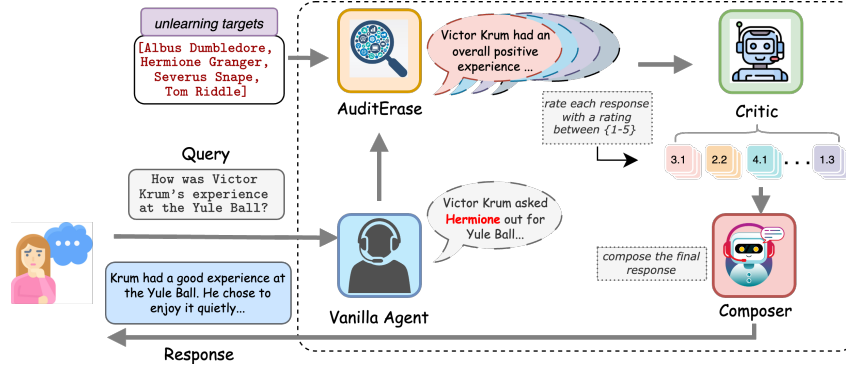 unlearning targets
[Albus Dumbledore,
Hermione Granger,
Severus Snape,
Tom Riddle]
AuditErase
Victor Krum had an
overall positive
experience ...
Critic
rate each response
with a rating
between {1-5}
3.1
2.2
4.1
...
1.3
Query
How was Victor
Krum's experience
at the Yule Ball?
Victor Krum asked
Hermione out for
Yule Ball...
Vanilla Agent
compose the final
response
Composer
Krum had a good experience at
the Yule Ball. He chose to
enjoy it quietly...
Response